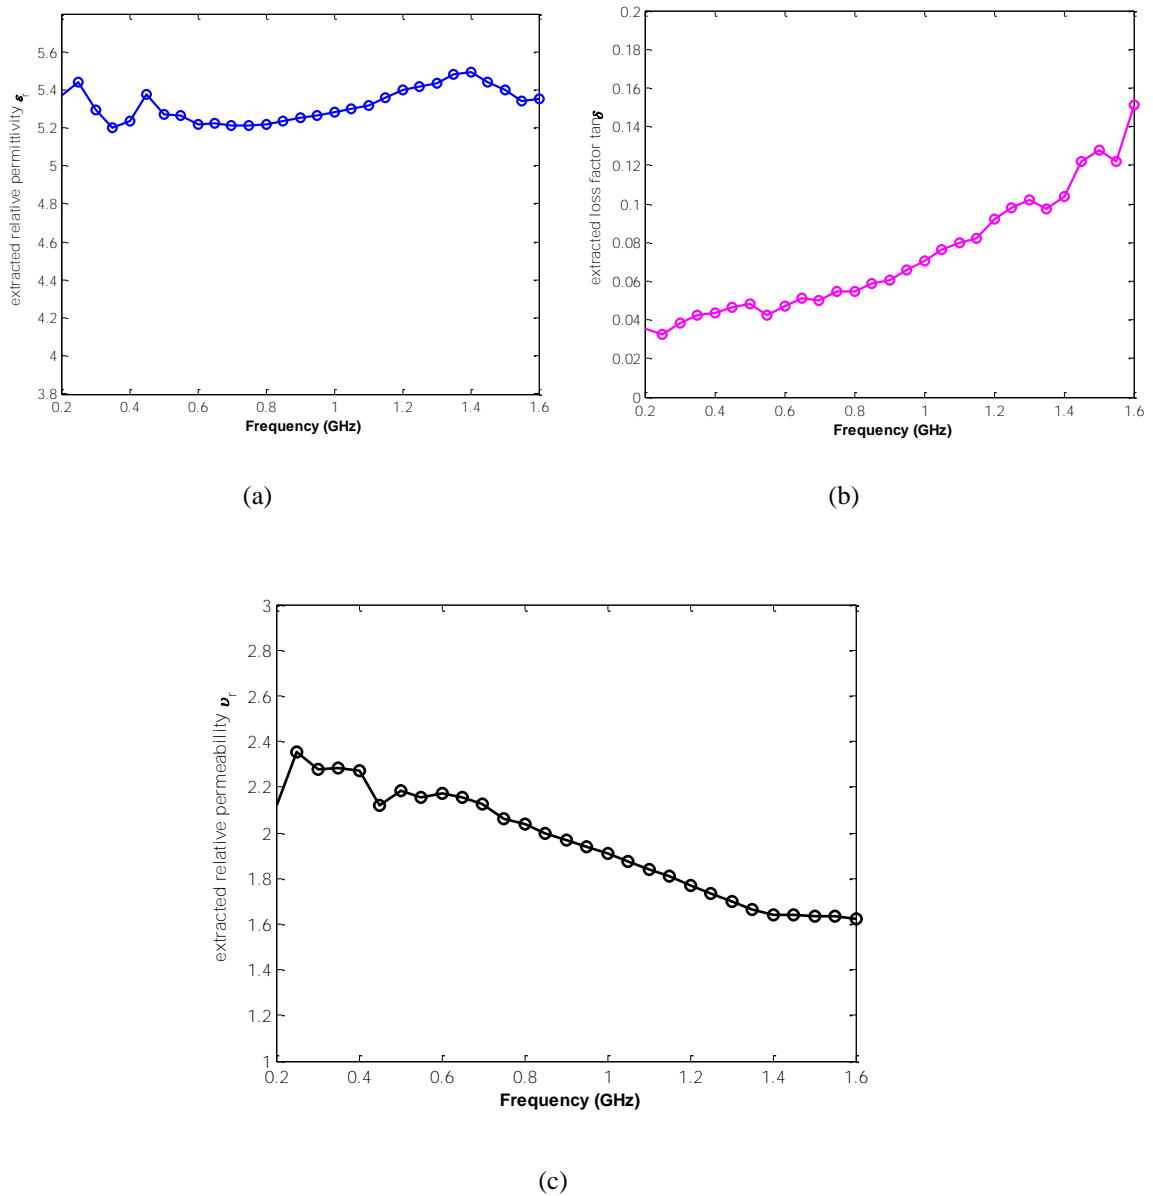 5.6
5.4
5.2
5
4.8
4.6
4.4
4.2
4
3.8
0.2 0.4 0.6 0.8 1 1.2 1.4 1.6
Frequency (GHz)
extracted relative permittivity εr
(a)
0.2
0.18
0.16
0.14
0.12
0.1
0.08
0.06
0.04
0.02
0
0.2 0.4 0.6 0.8 1 1.2 1.4 1.6
Frequency (GHz)
extracted loss factor tanδ
(b)
3
2.8
2.6
2.4
2.2
2
1.8
1.6
1.4
1.2
1
0.2 0.4 0.6 0.8 1 1.2 1.4 1.6
Frequency (GHz)
extracted relative permeability υr
(c)